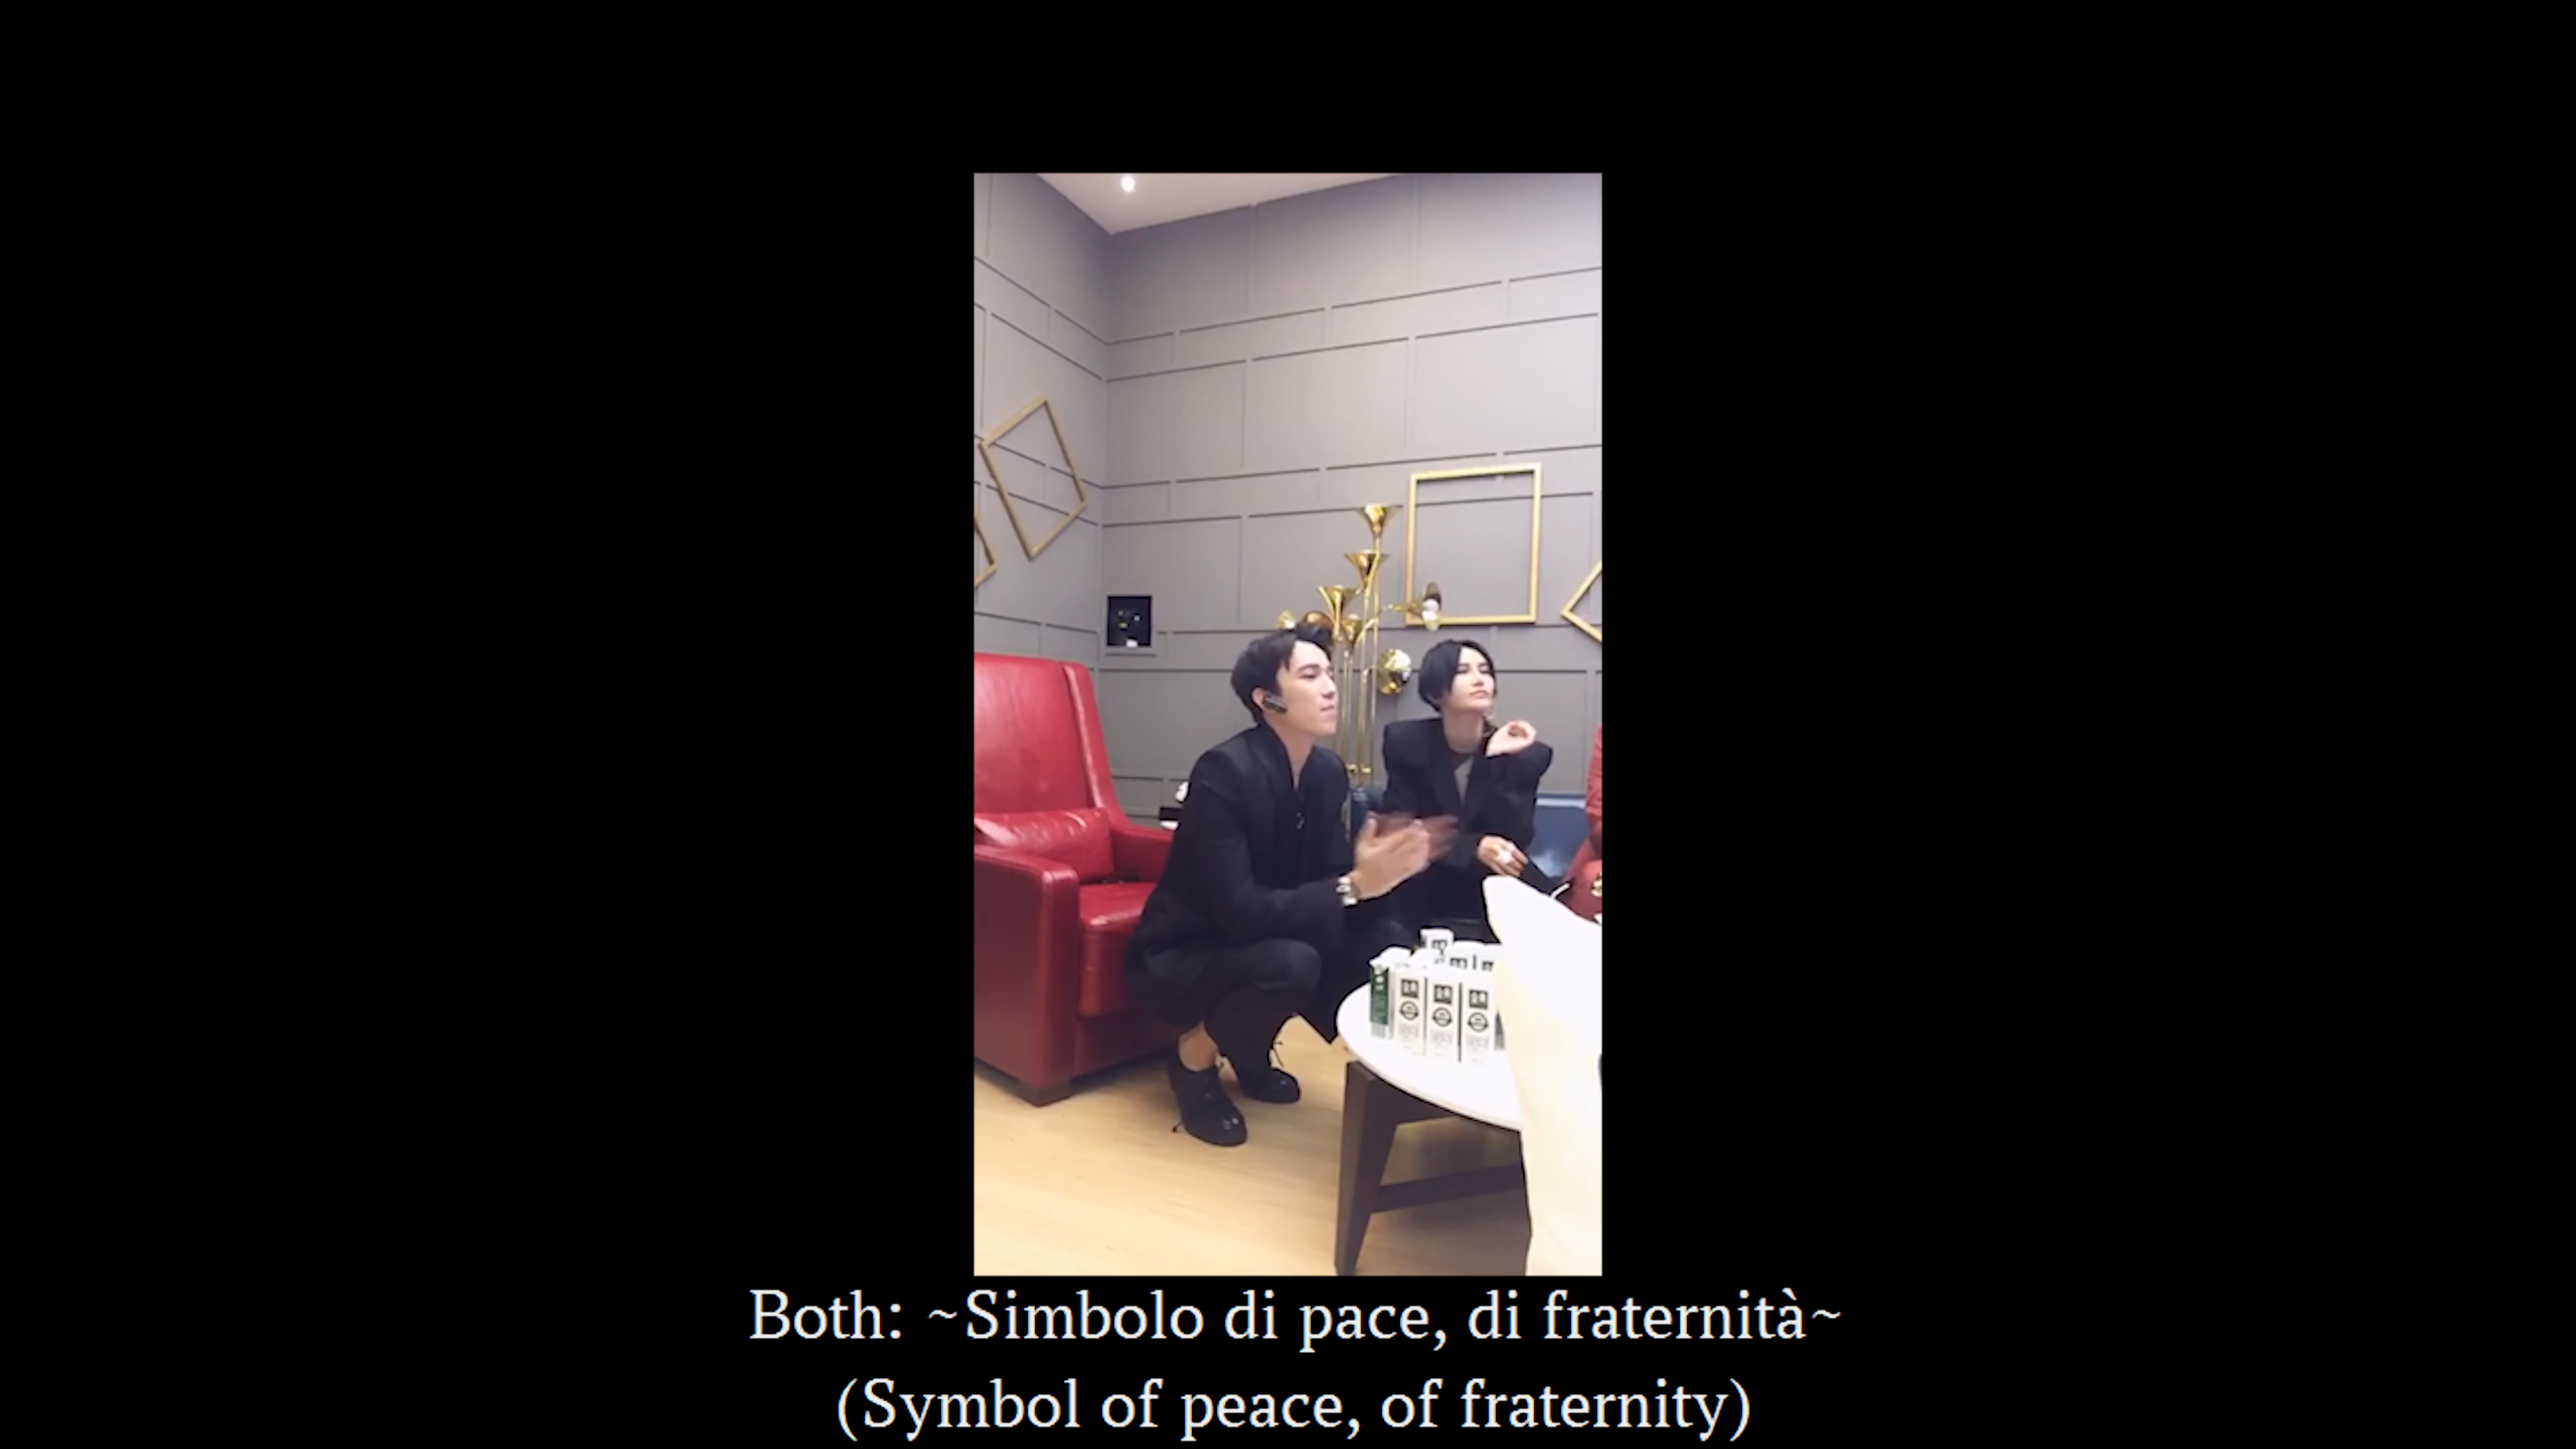 Both: ~Simbolo di pace, di fraternità~
(Symbol of peace, of fraternity)